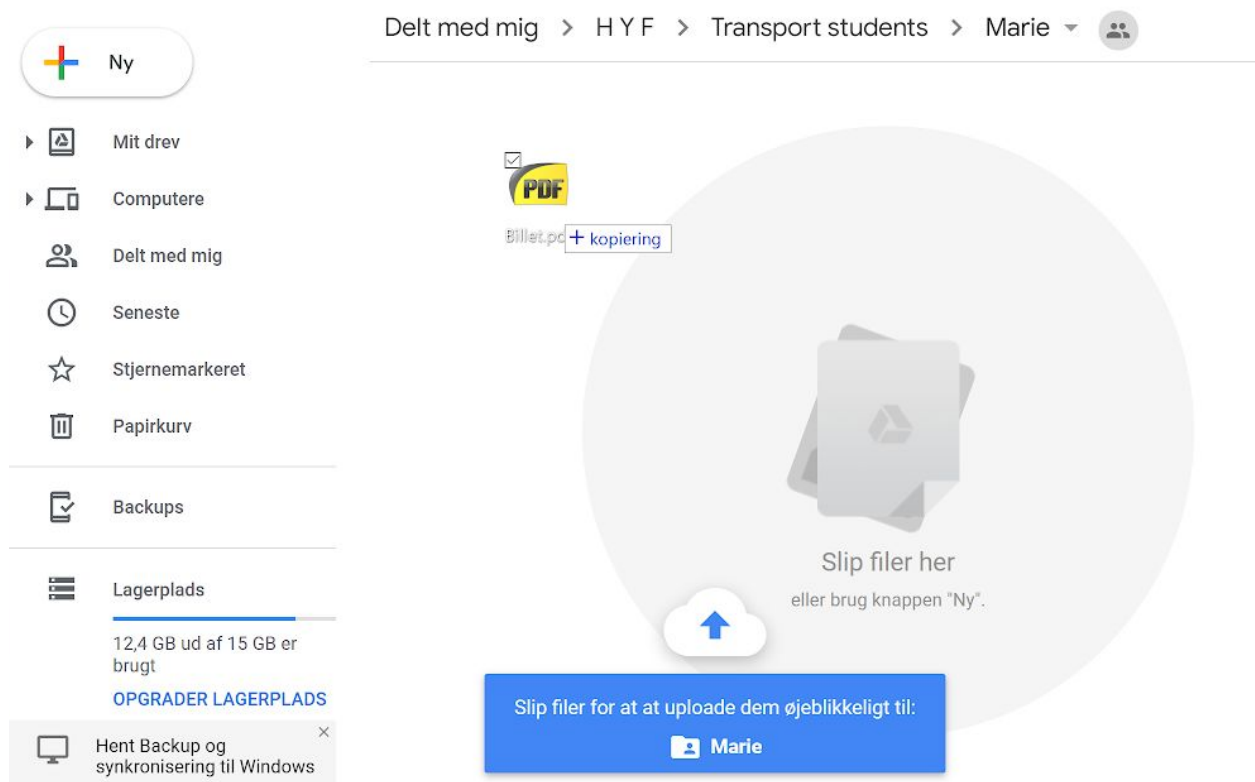 Delt med mig > H Y F > Transport students > Marie
Ny
Mit drev
Computere
Delt med mig
Seneste
Stjernemarkeret
Papirkurv
Backups
Lagerplads
12,4 GB ud af 15 GB er
brugt
OPGRADER LAGERPLADS
Hent Backup og
synkronisering til Windows
PDF
+ kopiering
Slip filer her
eller brug knappen "Ny".
Slip filer for at at uploade dem øjeblikkeligt til:
Marie